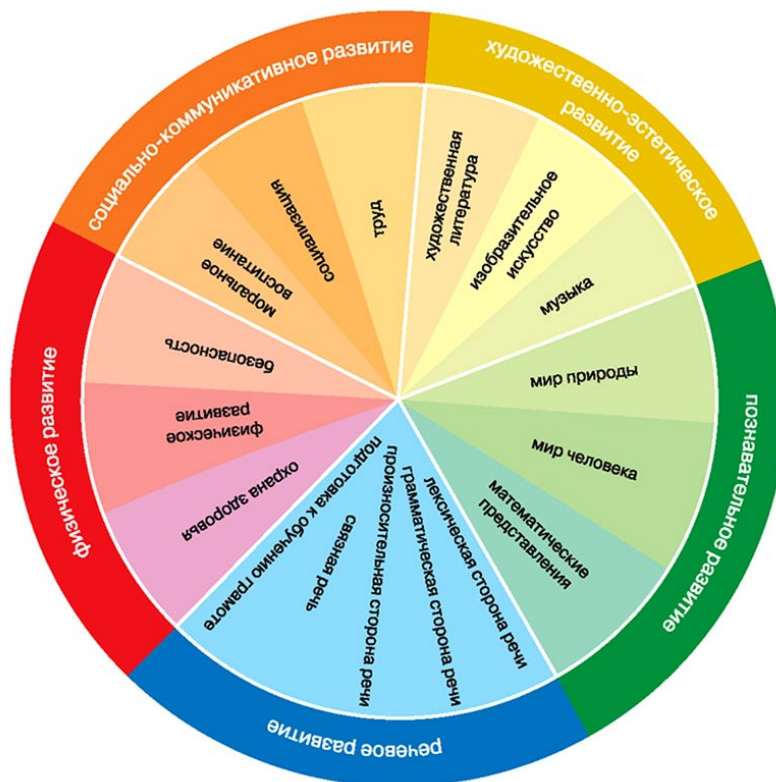 социально-коммуникативное развитие
моральное
воспитание
социализация
труд
художественно-эстетическое
развитие
художественная
литература
изобразительное
искусство
музыка
познавательное развитие
мир природы
мир человека
математические
представления
речевое развитие
лексическая сторона речи
грамматическая сторона речи
произносительная сторона речи
связная речь
подготовка к обучению грамоте
физическое развитие
охрана здоровья
физическое
развитие
безопасность